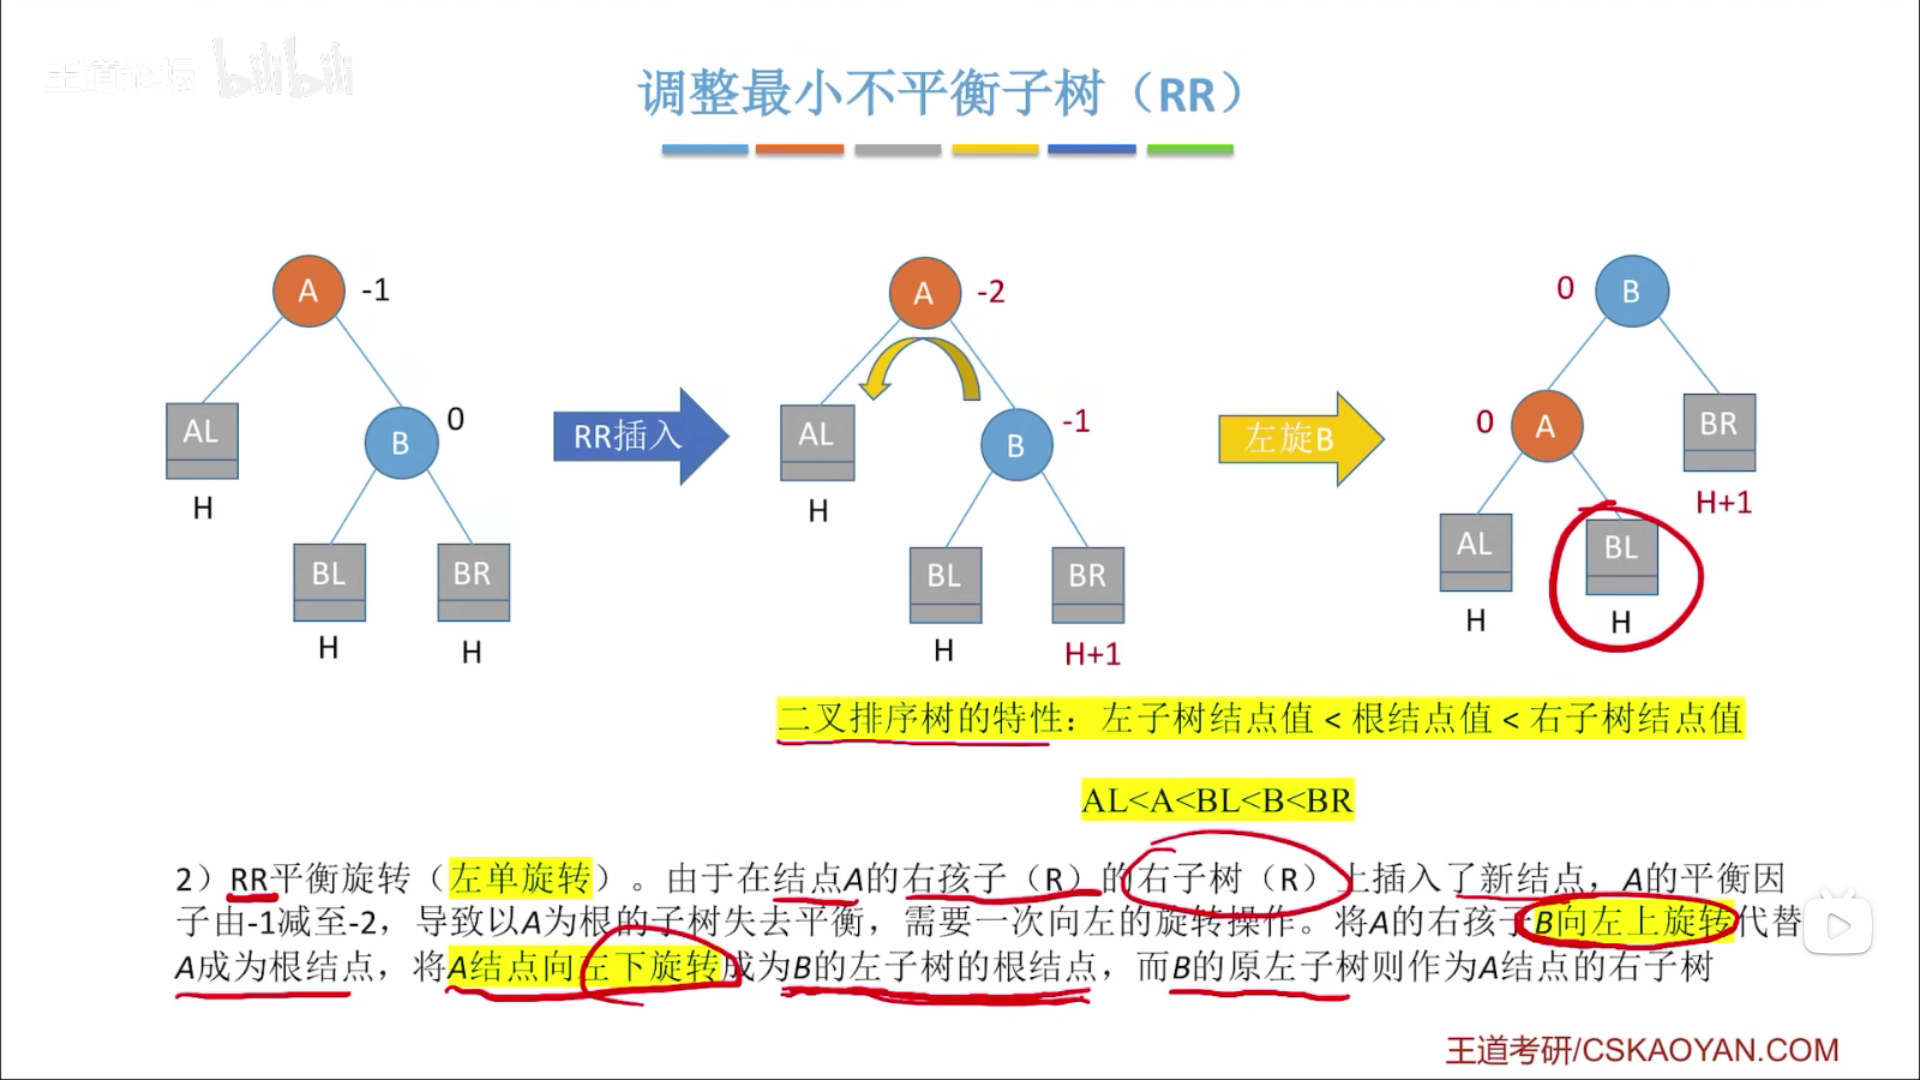 王道论坛 bilibili
调整最小不平衡子树（RR）
A -1
AL
H
B 0
BL
H
BR
H
RR插入
A -2
AL
H
B -1
BL
H
BR
H+1
左旋B
0 B
0 A
BR
H+1
AL
H
BL
H
二叉排序树的特性：左子树结点值 < 根结点值 < 右子树结点值
AL<A<BL<B<BR
2）RR平衡旋转（左单旋转）。由于在结点A的右孩子（R）的右子树（R）上插入了新结点，A的平衡因
子由-1减至-2，导致以A为根的子树失去平衡，需要一次向左的旋转操作。将A的右孩子B向左上旋转代替
A成为根结点，将A结点向左下旋转成为B的左子树的根结点，而B的原左子树则作为A结点的右子树
王道考研/CSKAOYAN.COM